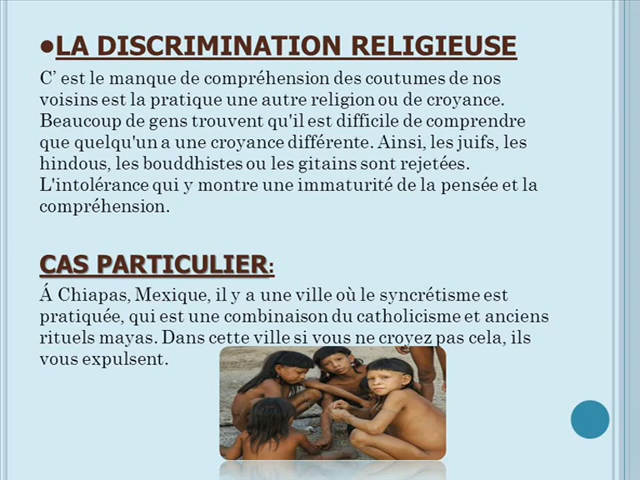 •LA DISCRIMINATION RELIGIEUSE
C' est le manque de compréhension des coutumes de nos
voisins est la pratique une autre religion ou de croyance.
Beaucoup de gens trouvent qu'il est difficile de comprendre
que quelqu'un a une croyance différente. Ainsi, les juifs, les
hindous, les bouddhistes ou les gitains sont rejetées.
L'intolérance qui y montre une immaturité de la pensée et la
compréhension.
CAS PARTICULIER:
Á Chiapas, Mexique, il y a une ville où le syncrétisme est
pratiquée, qui est une combinaison du catholicisme et anciens
rituels mayas. Dans cette ville si vous ne croyez pas cela, ils
vous expulsent.